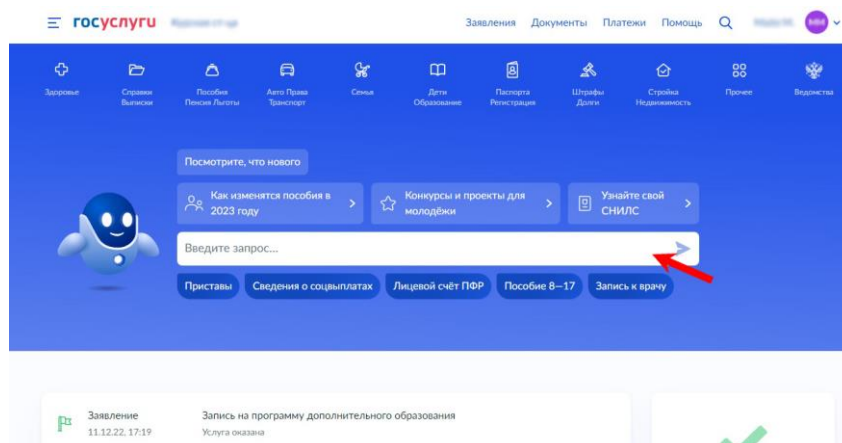 госуслуги
Заявления Документы Платежи Помощь
Здоровье
Справки
Выписки
Пособия
Пенсия Льготы
Авто Права
Транспорт
Семья
Дети
Образование
Паспорта
Регистрация
Штрафы
Долги
Стройка
Недвижимость
Прочее
Ведомства
Посмотрите, что нового
Как изменятся пособия в
2023 году
Конкурсы и проекты для
молодёжи
Узнайте свой
СНИЛС
Введите запрос...
Приставы Сведения о соцвыплатах Лицевой счёт ПФР Пособие 8—17 Запись к врачу
Заявление
11.12.22, 17:19
Запись на программу дополнительного образования
Услуга оказана